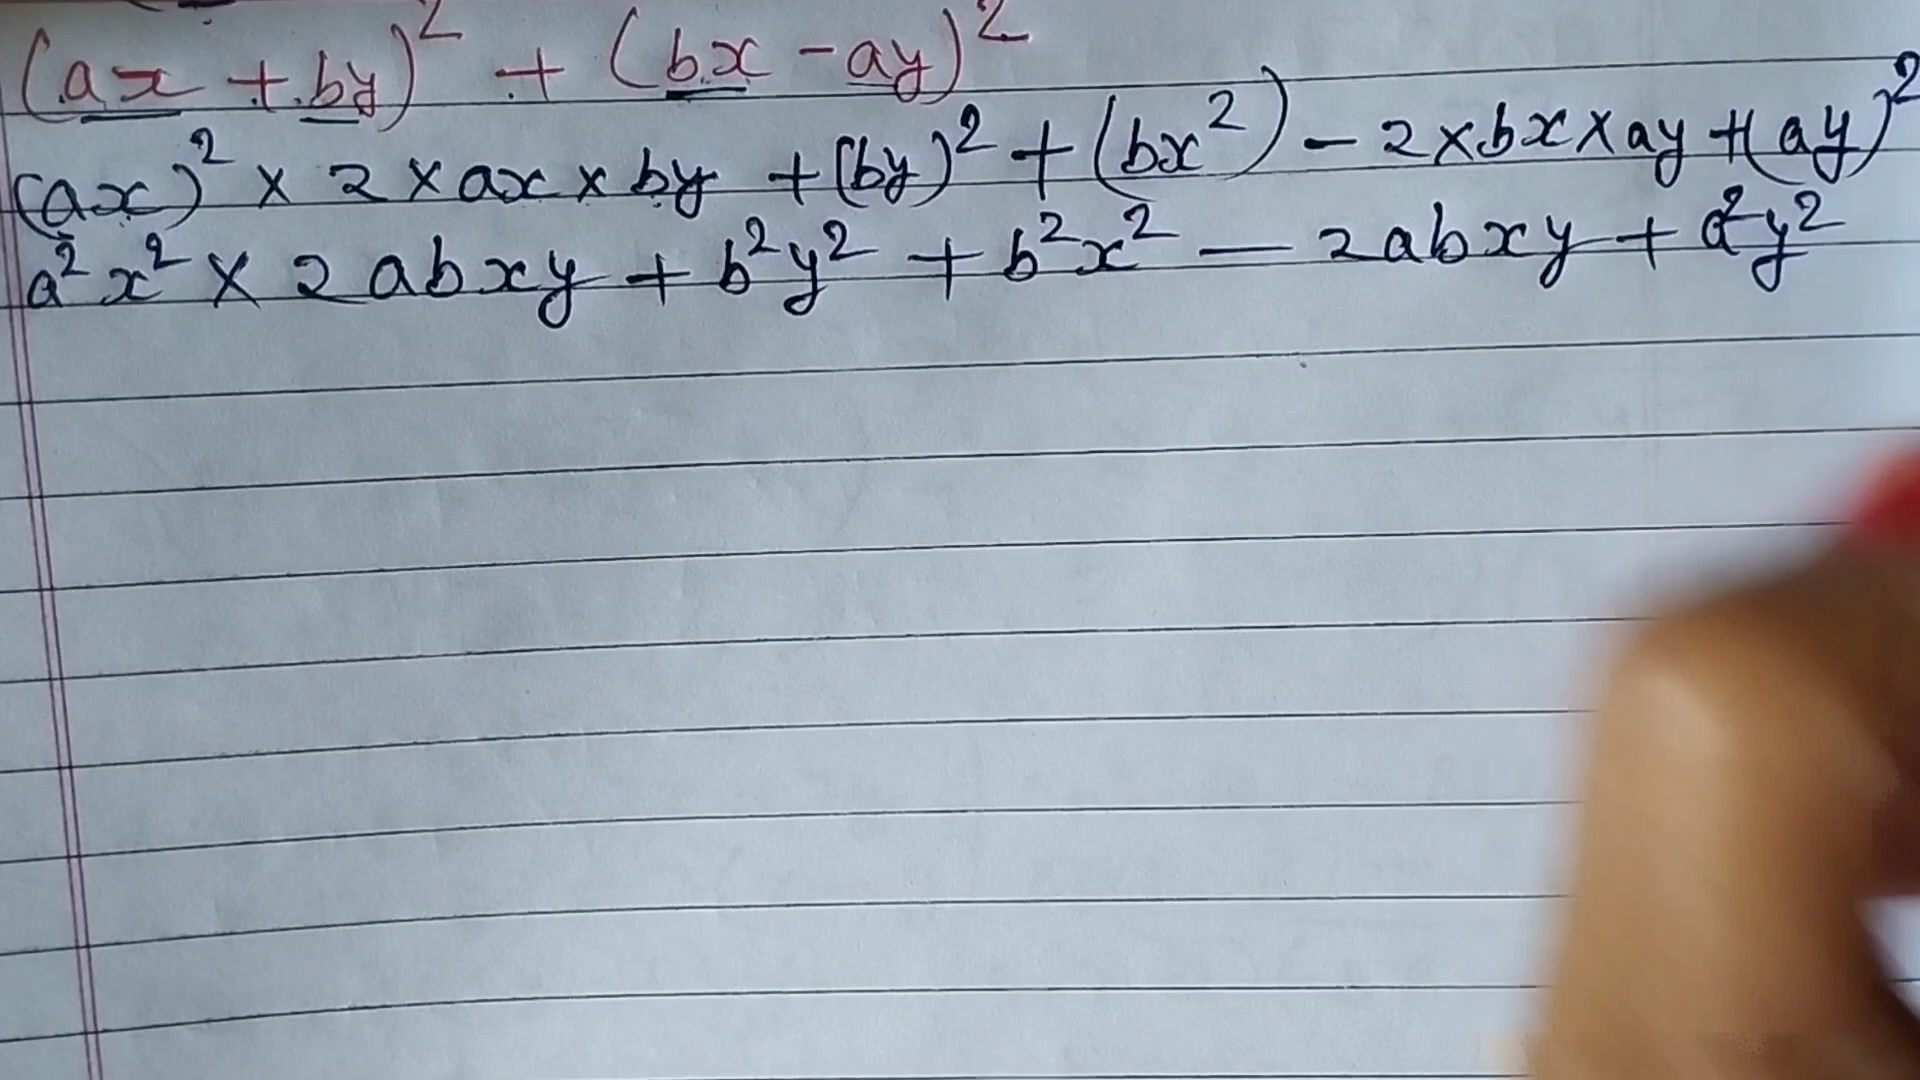 (ax + by)² + (bx - ay)²
(ax)² × 2 × ax × by + (by)² + (bx²) - 2 × bx × ay + (ay)²
a²x² × 2abxy + b²y² + b²x² - 2abxy + a²y²